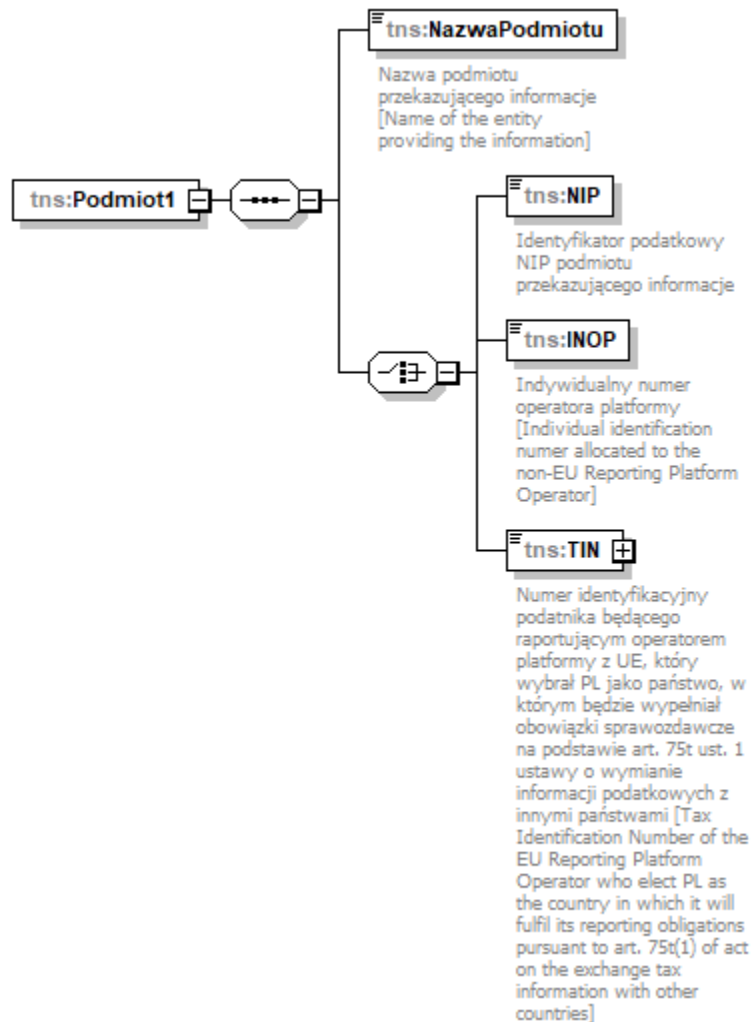 tns:NazwaPodmiotu
Nazwa podmiotu
przekazującego informacje
[Name of the entity
providing the information]
tns:Podmiot1
tns:NIP
Identyfikator podatkowy
NIP podmiotu
przekazującego informacje
tns:INOP
Indywidualny numer
operatora platformy
[Individual identification
numer allocated to the
non-EU Reporting Platform
Operator]
tns:TIN
Numer identyfikacyjny
podatnika będącego
raportującym operatorem
platformy z UE, który
wybrał PL jako państwo, w
którym będzie wypełniał
obowiązki sprawozdawcze
na podstawie art. 75t ust. 1
ustawy o wymianie
informacji podatkowych z
innymi państwami [Tax
Identification Number of the
EU Reporting Platform
Operator who elect PL as
the country in which it will
fulfil its reporting obligations
pursuant to art. 75t(1) of act
on the exchange tax
information with other
countries]